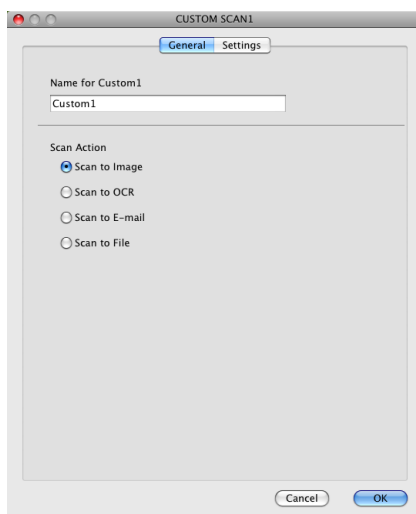 CUSTOM SCAN1
General Settings
Name for Custom1
Custom1
Scan Action
Scan to Image
Scan to OCR
Scan to E-mail
Scan to File
Cancel OK